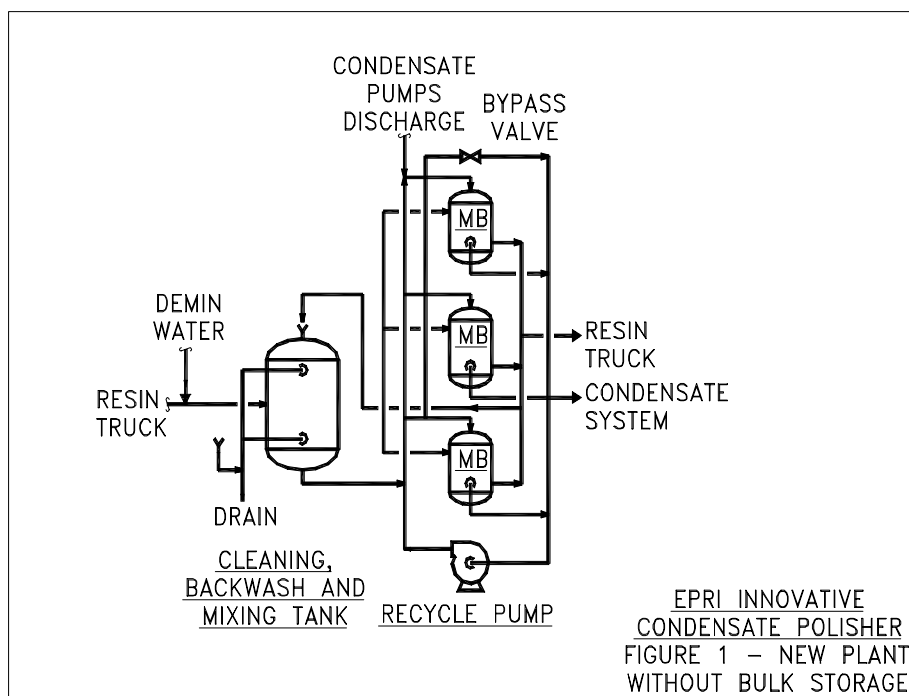 CONDENSATE
PUMPS
DISCHARGE
BYPASS
VALVE
MB
MB
MB
DEMIN
WATER
RESIN
TRUCK
DRAIN
RESIN
TRUCK
CONDENSATE
SYSTEM
CLEANING,
BACKWASH AND
MIXING TANK
RECYCLE PUMP
EPRI INNOVATIVE
CONDENSATE POLISHER
FIGURE 1 – NEW PLANT
WITHOUT BULK STORAGE